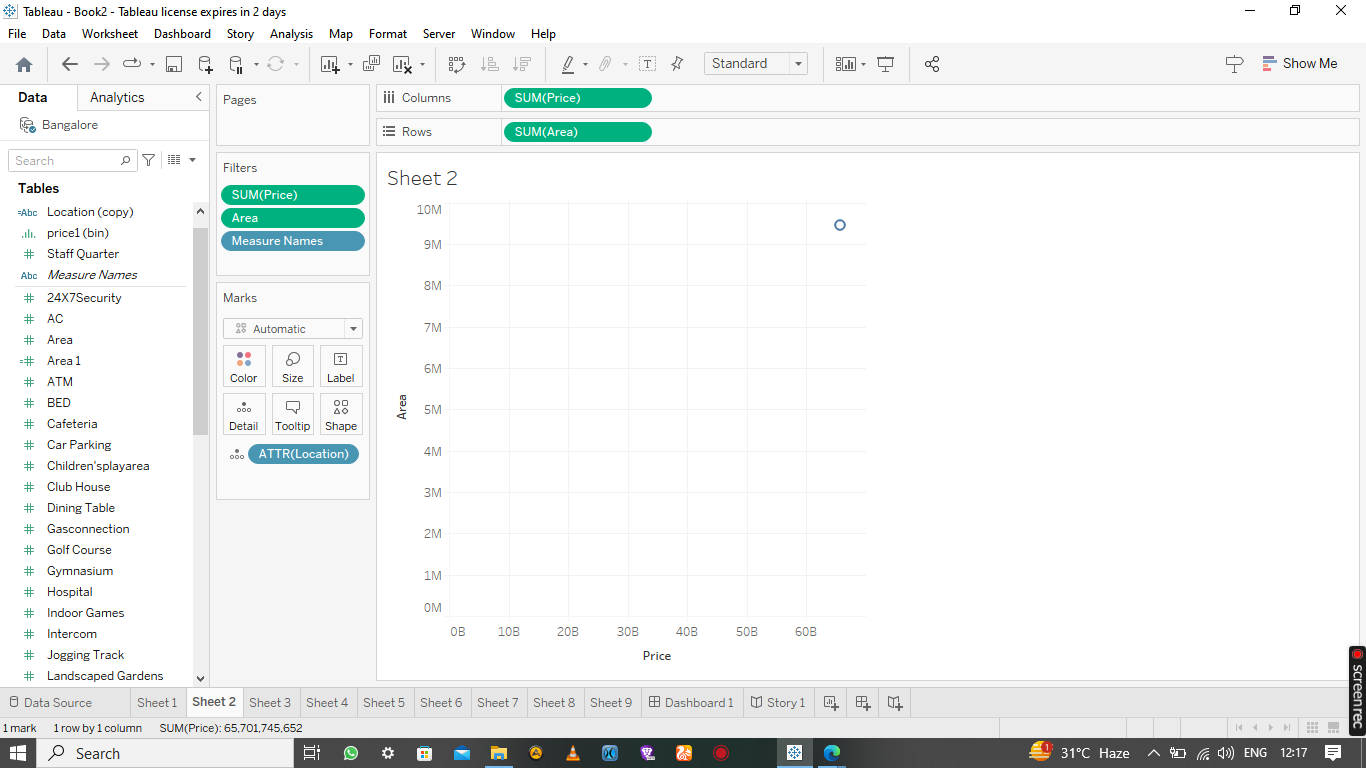 Tableau - Book2 - Tableau license expires in 2 days
File Data Worksheet Dashboard Story Analysis Map Format Server Window Help
Standard
Show Me
Data Analytics
Bangalore
Search
Tables
=Abc Location (copy)
price1 (bin)
# Staff Quarter
Abc Measure Names
# 24X7Security
# AC
# Area
=# Area 1
# ATM
# BED
# Cafeteria
# Car Parking
# Children'splayarea
# Club House
# Dining Table
# Gasconnection
# Golf Course
# Gymnasium
# Hospital
# Indoor Games
# Intercom
# Jogging Track
# Landscaped Gardens
Pages
Filters
SUM(Price)
Area
Measure Names
Marks
Automatic
Color Size Label
Detail Tooltip Shape
ATTR(Location)
Columns SUM(Price)
Rows SUM(Area)
Sheet 2
10M
9M
8M
7M
6M
5M
4M
3M
2M
1M
0M
Area
0B 10B 20B 30B 40B 50B 60B
Price
screenrec
Data Source Sheet 1 Sheet 2 Sheet 3 Sheet 4 Sheet 5 Sheet 6 Sheet 7 Sheet 8 Sheet 9 Dashboard 1 Story 1
1 mark 1 row by 1 column SUM(Price): 65,701,745,652
Search 1 31°C Haze ENG 12:17